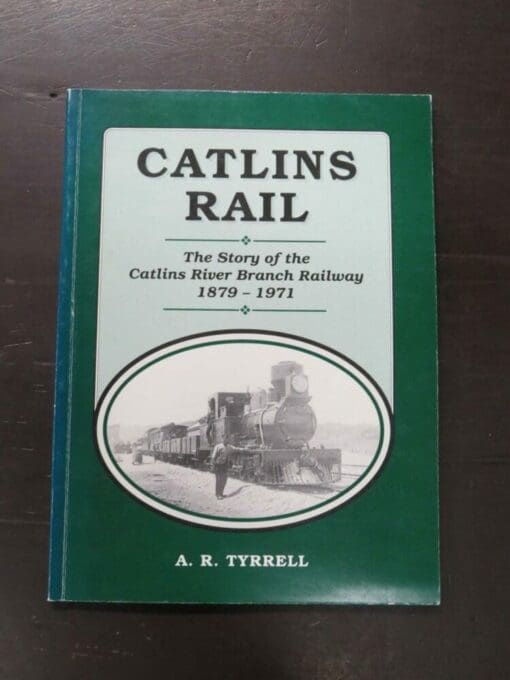 CATLINS
RAIL
The Story of the
Catlins River Branch Railway
1879 – 1971
A. R. TYRRELL